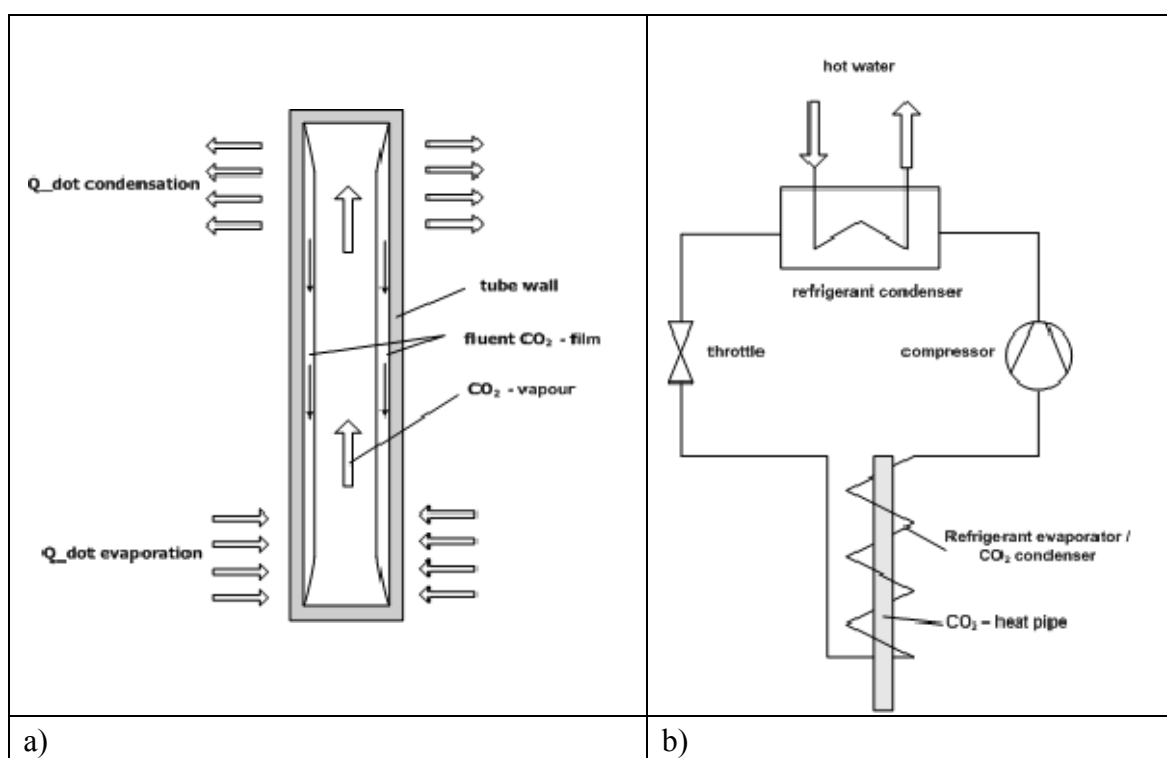 Q_dot condensation
tube wall
fluent CO₂ - film
CO₂ - vapour
Q_dot evaporation
a)
hot water
refrigerant condenser
throttle
compressor
Refrigerant evaporator /
CO₂ condenser
CO₂ – heat pipe
b)